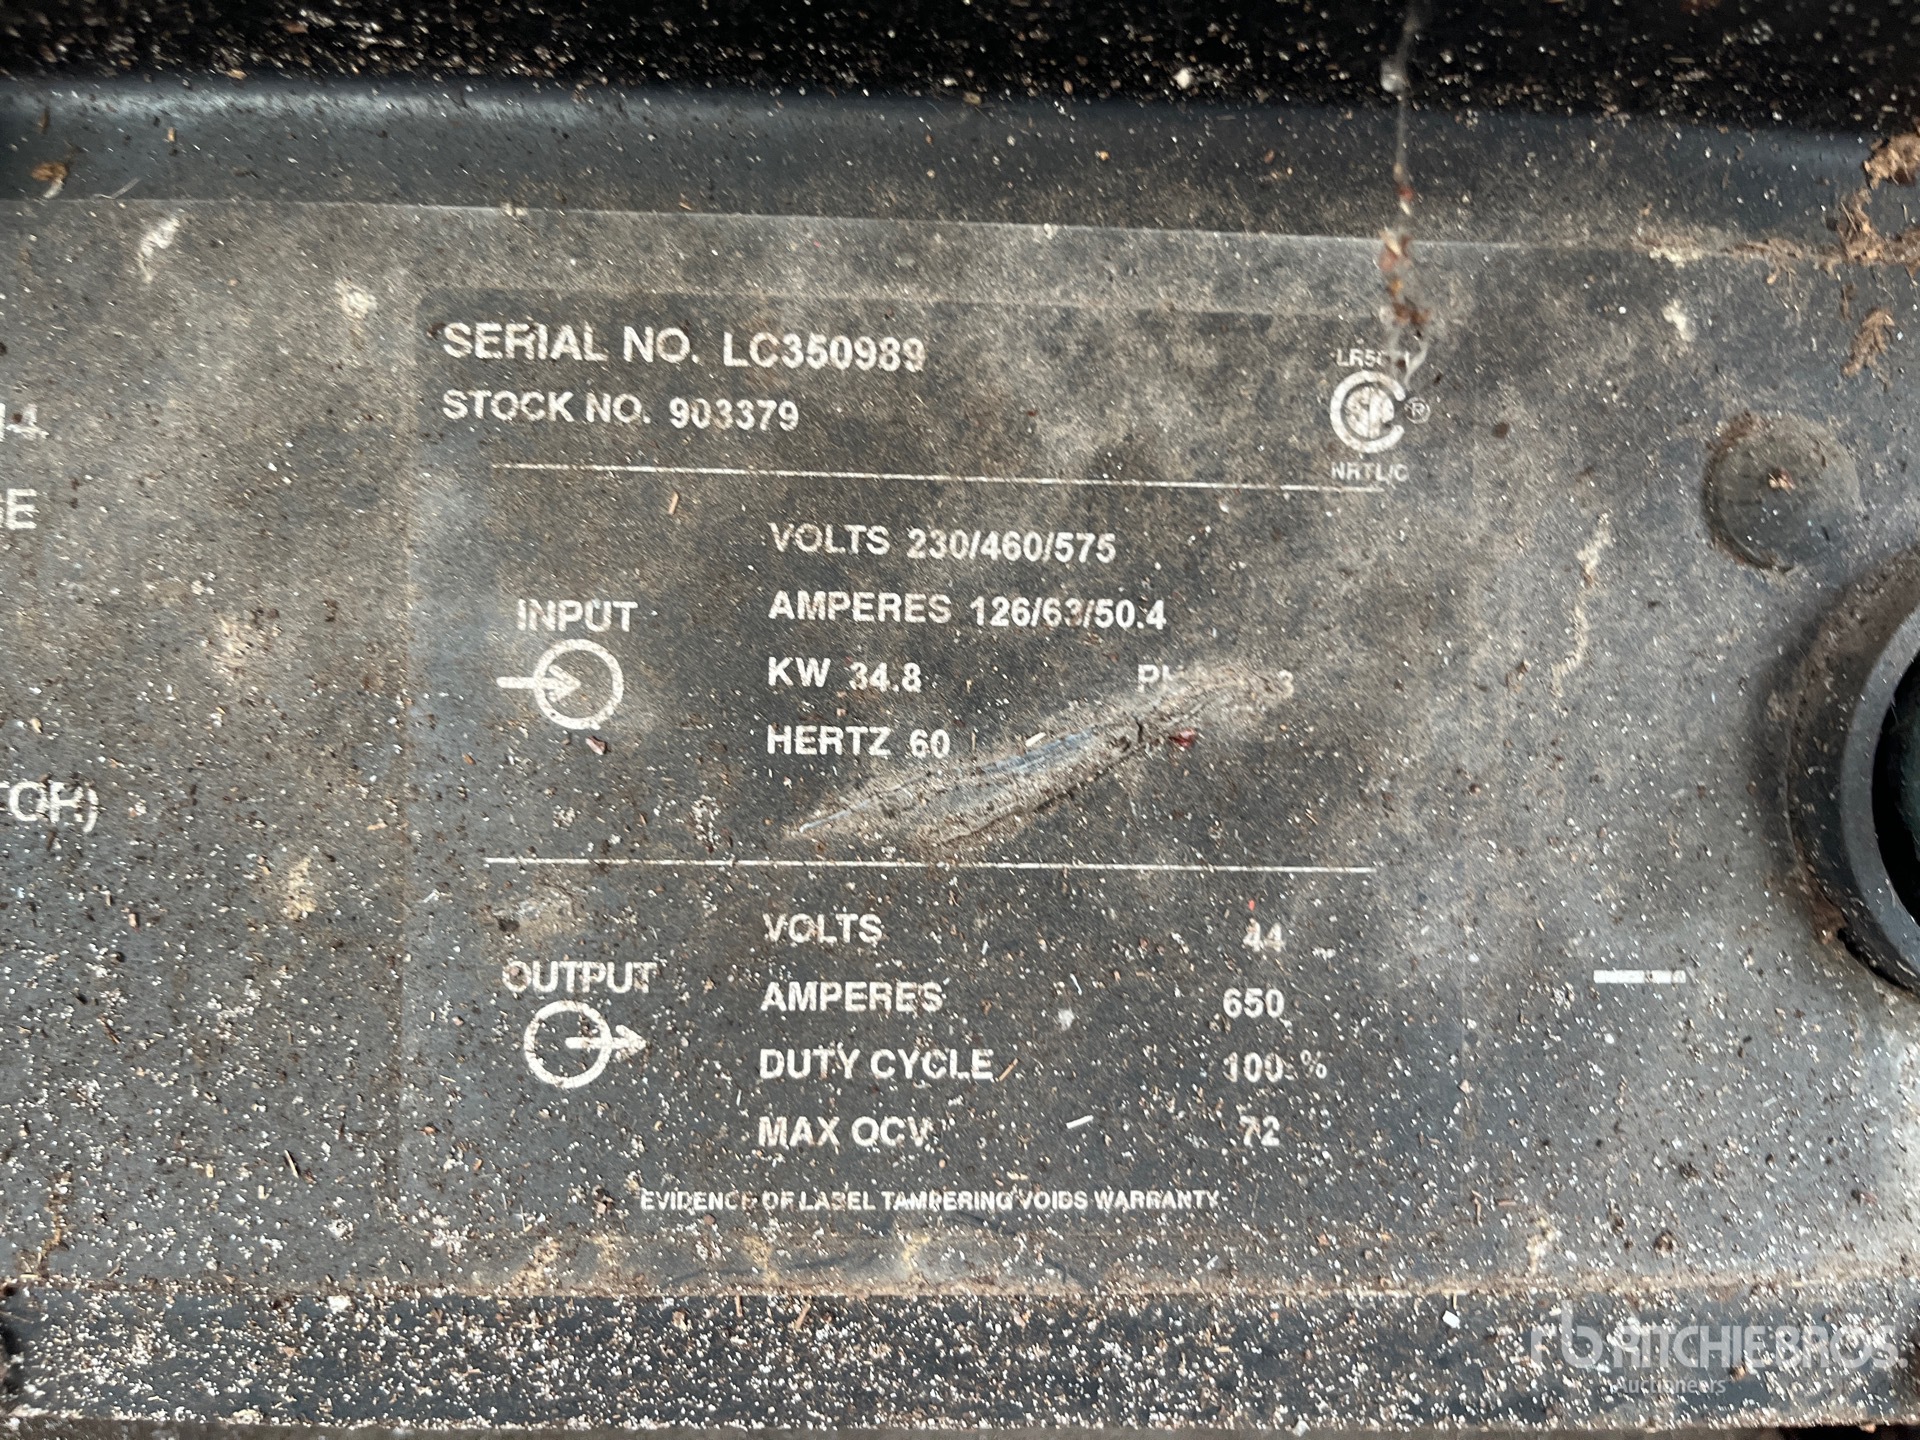 SERIAL NO. LC350989
STOCK NO. 903379
NRTL/C
VOLTS 230/460/575
INPUT
AMPERES 126/63/50.4
KW 34.8
HERTZ 60
GE
TOR)
VOLTS 44
OUTPUT
AMPERES 650
DUTY CYCLE 100 %
MAX OCV 72
EVIDENCE OF LABEL TAMPERING VOIDS WARRANTY
rb RITCHIE BROS.
Auctioneers